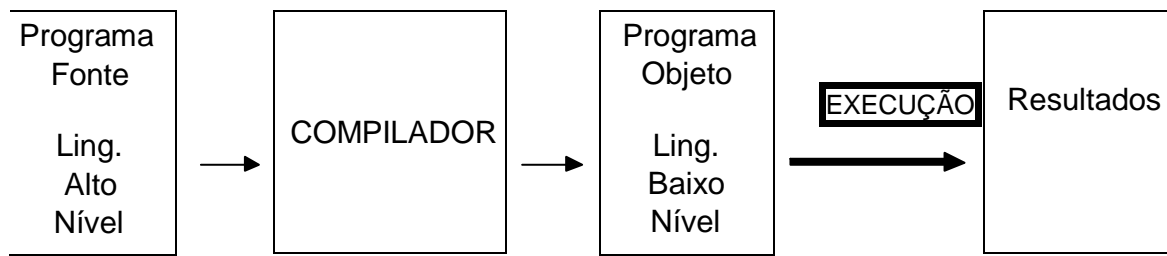 Programa
Fonte
Ling.
Alto
Nível
COMPILADOR
Programa
Objeto
Ling.
Baixo
Nível
EXECUÇÃO
Resultados